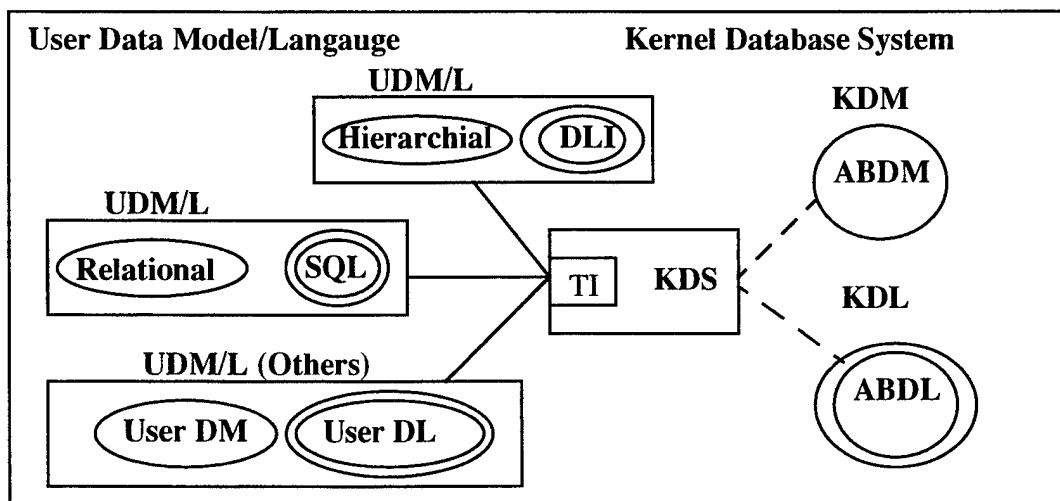 User Data Model/Langauge
Kernel Database System
UDM/L
Hierarchial
DLI
KDM
ABDM
UDM/L
Relational
SQL
TI
KDS
KDL
ABDL
UDM/L (Others)
User DM
User DL